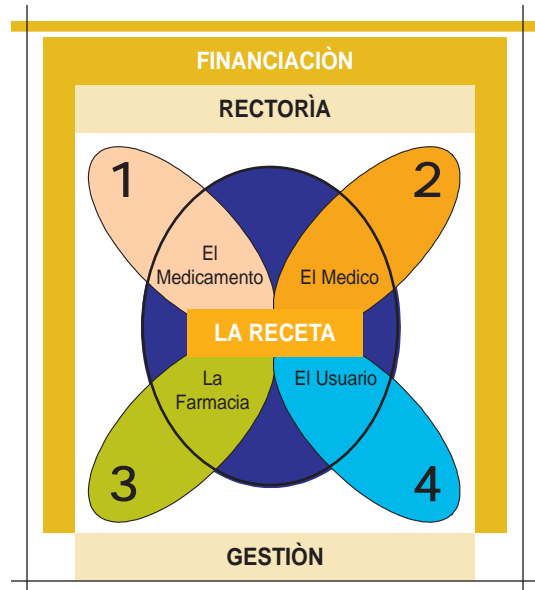 FINANCIACIÒN
RECTORÌA
1
2
El
Medicamento
El Medico
LA RECETA
La
Farmacia
El Usuario
3
4
GESTIÒN